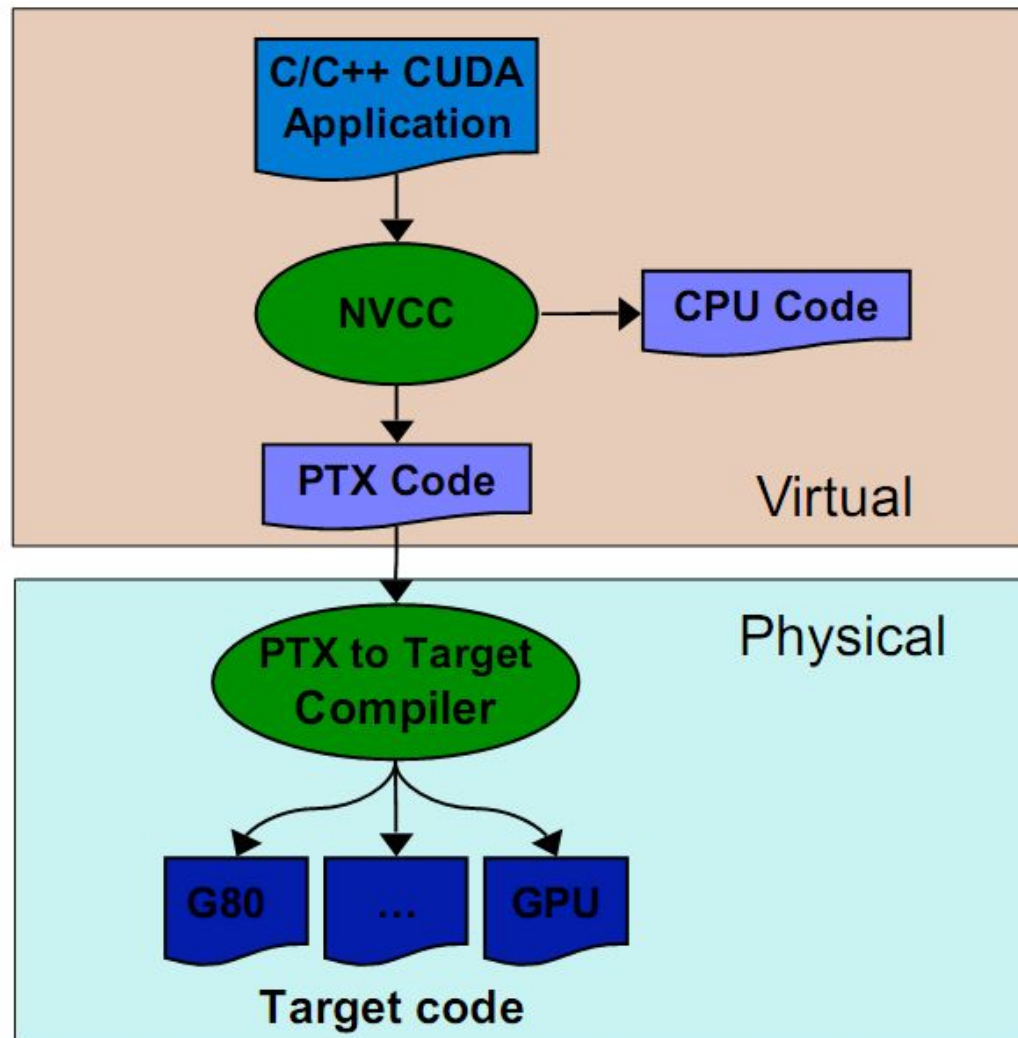 C/C++ CUDA
Application
NVCC
CPU Code
PTX Code
Virtual
Physical
PTX to Target
Compiler
G80
...
GPU
Target code